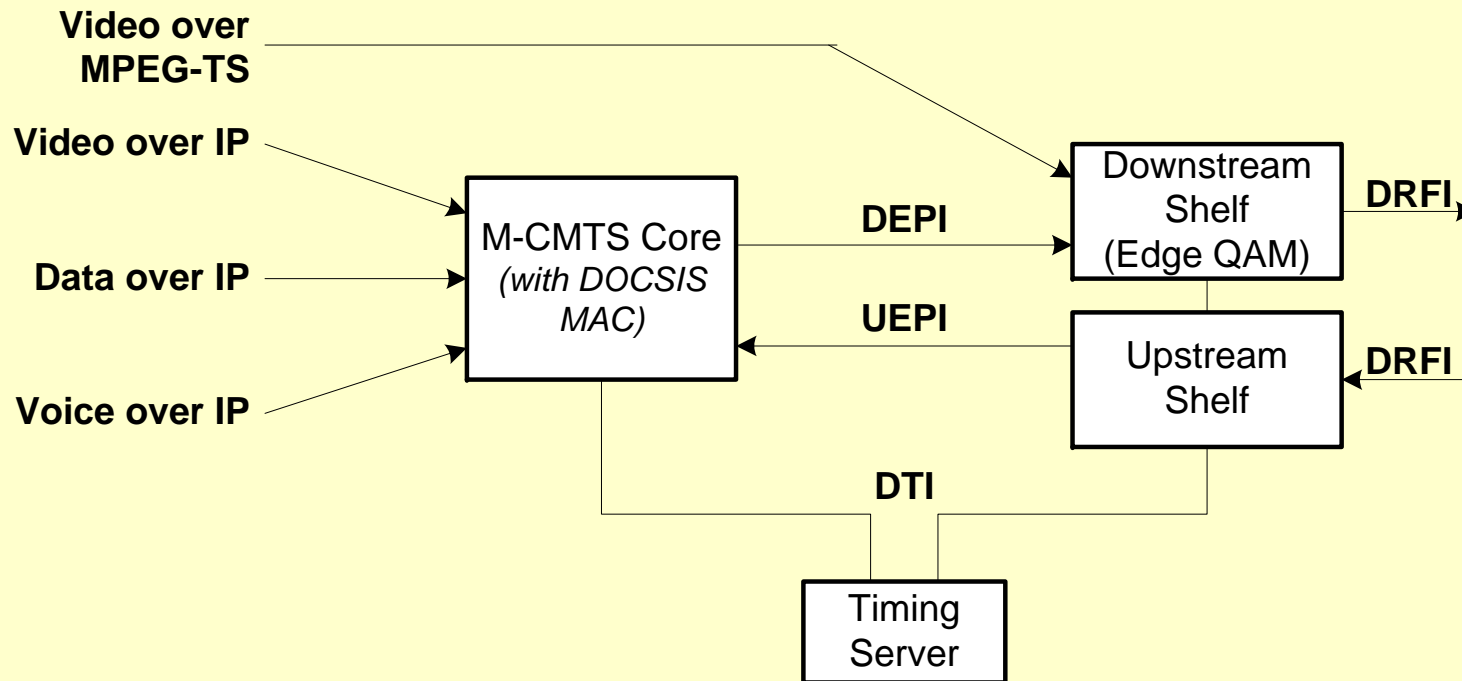 Video over
MPEG-TS
Video over IP
Data over IP
Voice over IP
M-CMTS Core
(with DOCSIS
MAC)
DEPI
UEPI
Downstream
Shelf
(Edge QAM)
DRFI
Upstream
Shelf
DRFI
DTI
Timing
Server